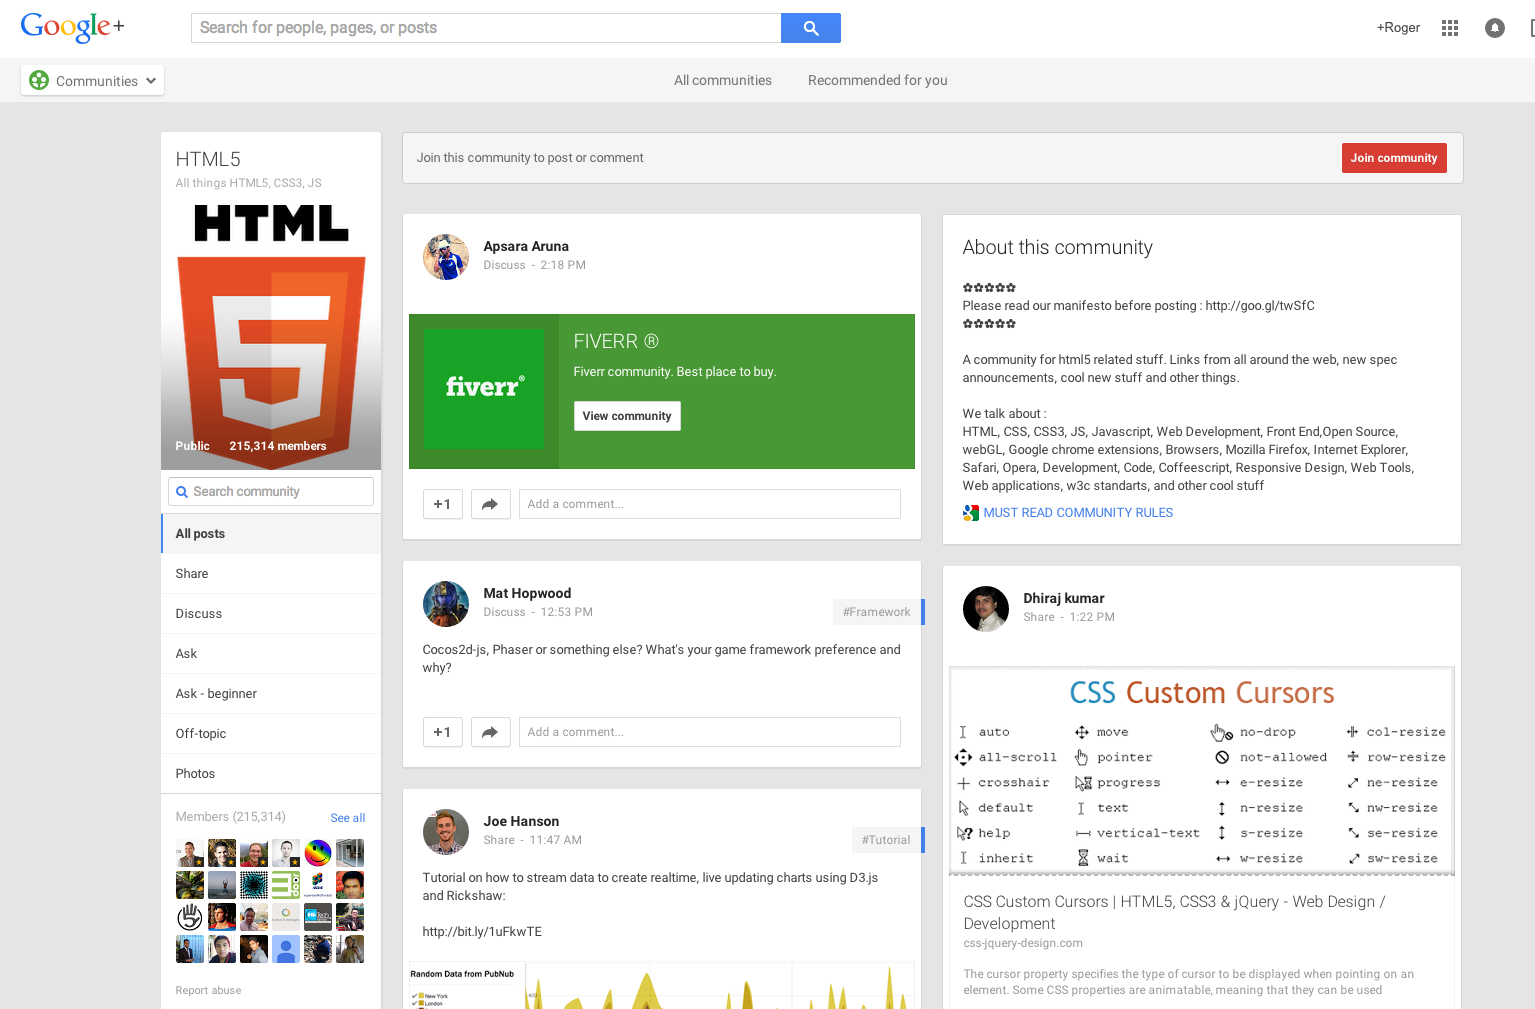 Google+
Search for people, pages, or posts
+Roger
Communities
All communities
Recommended for you
HTML5
All things HTML5, CSS3, JS
HTML
5
Public 215,314 members
Search community
All posts
Share
Discuss
Ask
Ask - beginner
Off-topic
Photos
Members (215,314) See all
Report abuse
Join this community to post or comment
Join community
Apsara Aruna
Discuss - 2:18 PM
fiverr®
FIVERR ®
Fiverr community. Best place to buy.
View community
+1
Add a comment...
Mat Hopwood
Discuss - 12:53 PM
#Framework
Cocos2d-js, Phaser or something else? What's your game framework preference and
why?
+1
Add a comment...
Joe Hanson
Share - 11:47 AM
#Tutorial
Tutorial on how to stream data to create realtime, live updating charts using D3.js
and Rickshaw:
http://bit.ly/1uFkwTE
Random Data from PubNub
New York
London
400
About this community
✿✿✿✿✿
Please read our manifesto before posting : http://goo.gl/twSfC
✿✿✿✿✿
A community for html5 related stuff. Links from all around the web, new spec
announcements, cool new stuff and other things.
We talk about :
HTML, CSS, CSS3, JS, Javascript, Web Development, Front End,Open Source,
webGL, Google chrome extensions, Browsers, Mozilla Firefox, Internet Explorer,
Safari, Opera, Development, Code, Coffeescript, Responsive Design, Web Tools,
Web applications, w3c standarts, and other cool stuff
MUST READ COMMUNITY RULES
Dhiraj kumar
Share - 1:22 PM
CSS Custom Cursors
auto move no-drop col-resize
all-scroll pointer not-allowed row-resize
crosshair progress e-resize ne-resize
default text n-resize nw-resize
help vertical-text s-resize se-resize
inherit wait w-resize sw-resize
CSS Custom Cursors | HTML5, CSS3 & jQuery - Web Design /
Development
css-jquery-design.com
The cursor property specifies the type of cursor to be displayed when pointing on an
element. Some CSS properties are animatable, meaning that they can be used